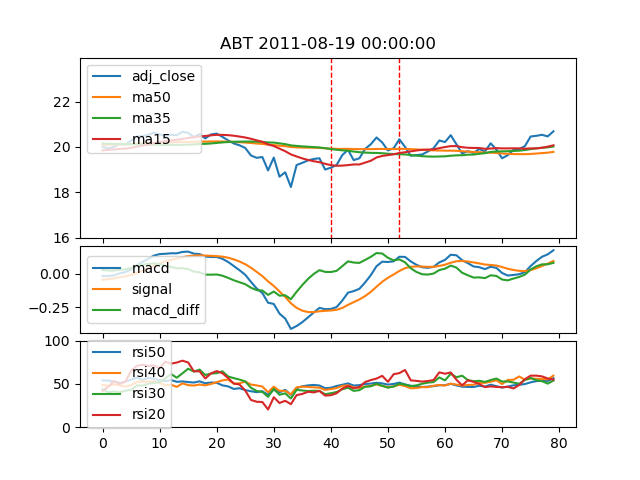 ABT 2011-08-19 00:00:00
adj_close
ma50
ma35
ma15
22
20
18
16
macd
signal
macd_diff
0.00
−0.25
rsi50
rsi40
rsi30
rsi20
100
50
0
0 10 20 30 40 50 60 70 80